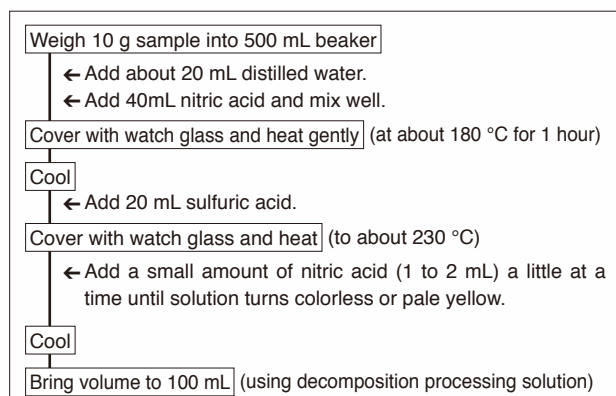 Weigh 10 g sample into 500 mL beaker
← Add about 20 mL distilled water.
← Add 40mL nitric acid and mix well.
Cover with watch glass and heat gently (at about 180 °C for 1 hour)
Cool
← Add 20 mL sulfuric acid.
Cover with watch glass and heat (to about 230 °C)
← Add a small amount of nitric acid (1 to 2 mL) a little at a
time until solution turns colorless or pale yellow.
Cool
Bring volume to 100 mL (using decomposition processing solution)